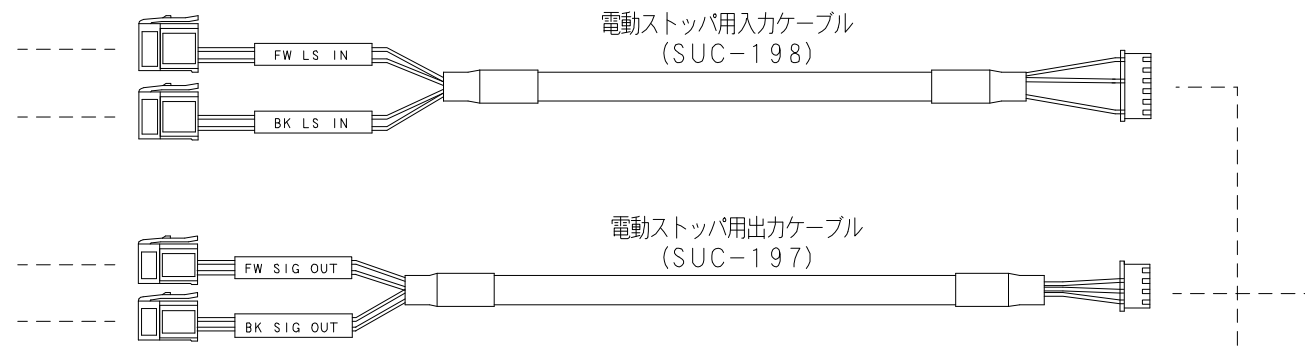 電動ストッパ用入力ケーブル
(SUC-198)
FW LS IN
BK LS IN
電動ストッパ用出力ケーブル
(SUC-197)
FW SIG OUT
BK SIG OUT